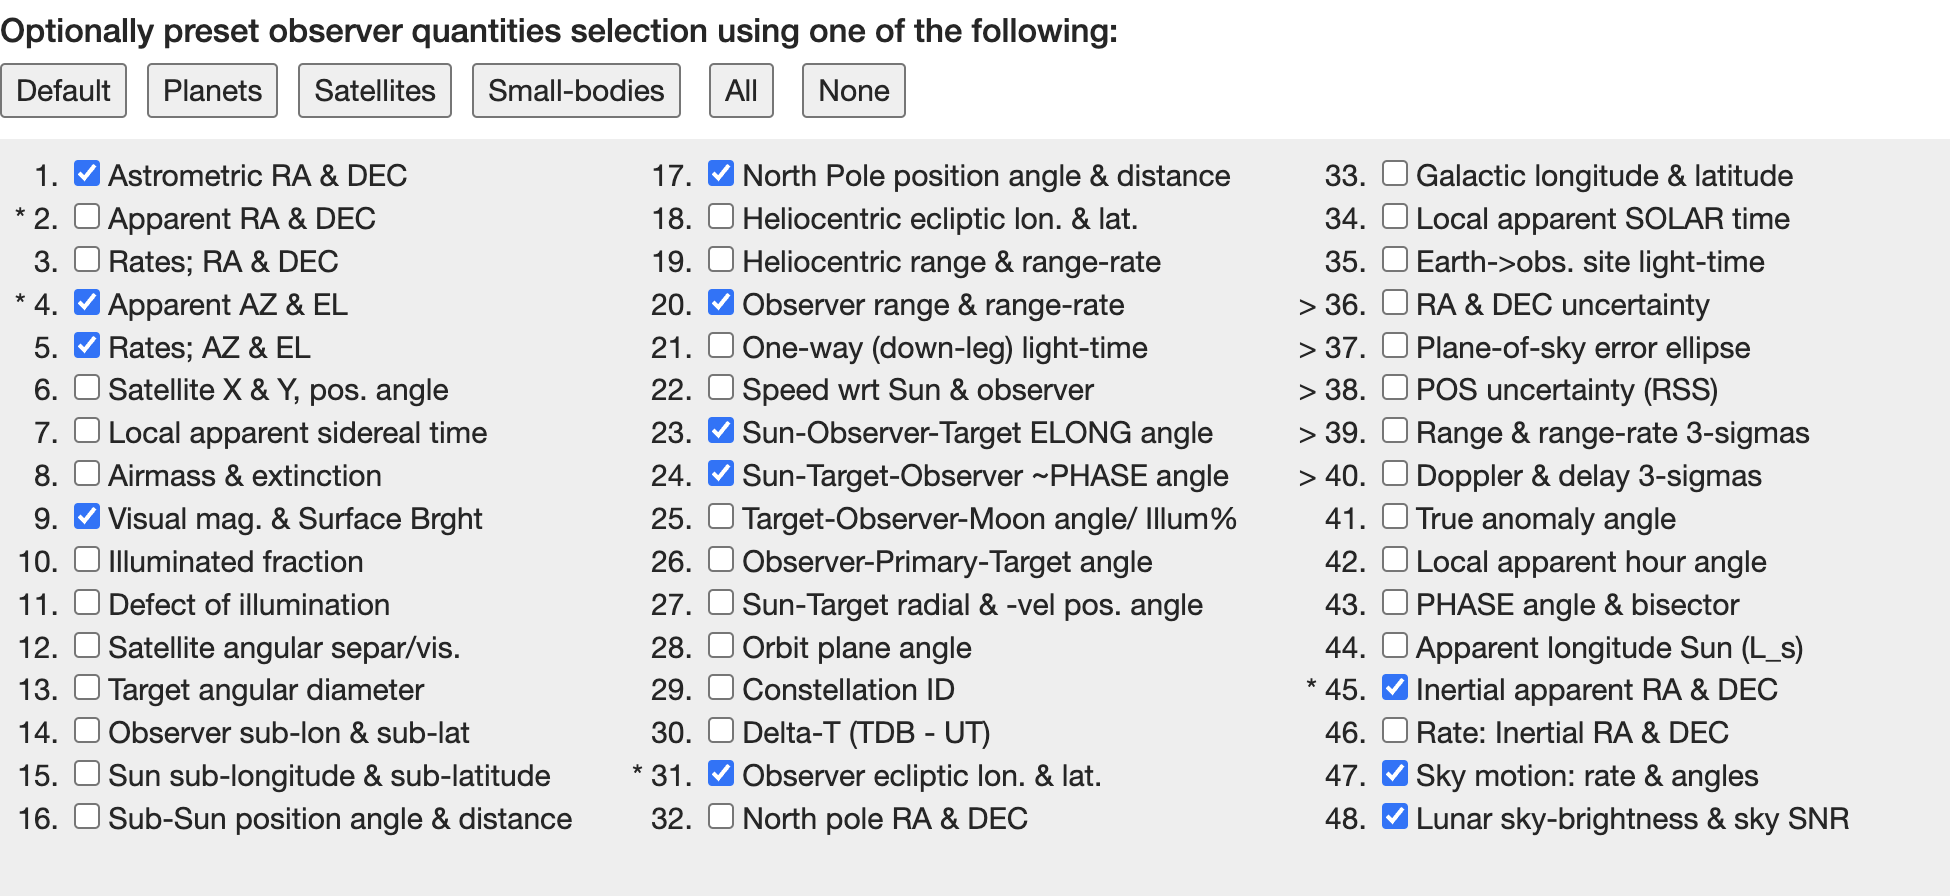 Optionally preset observer quantities selection using one of the following:
Default Planets Satellites Small-bodies All None
1. Astrometric RA & DEC
* 2. Apparent RA & DEC
3. Rates; RA & DEC
* 4. Apparent AZ & EL
5. Rates; AZ & EL
6. Satellite X & Y, pos. angle
7. Local apparent sidereal time
8. Airmass & extinction
9. Visual mag. & Surface Brght
10. Illuminated fraction
11. Defect of illumination
12. Satellite angular separ/vis.
13. Target angular diameter
14. Observer sub-lon & sub-lat
15. Sun sub-longitude & sub-latitude
16. Sub-Sun position angle & distance
17. North Pole position angle & distance
18. Heliocentric ecliptic lon. & lat.
19. Heliocentric range & range-rate
20. Observer range & range-rate
21. One-way (down-leg) light-time
22. Speed wrt Sun & observer
23. Sun-Observer-Target ELONG angle
24. Sun-Target-Observer ~PHASE angle
25. Target-Observer-Moon angle/ Illum%
26. Observer-Primary-Target angle
27. Sun-Target radial & -vel pos. angle
28. Orbit plane angle
29. Constellation ID
30. Delta-T (TDB - UT)
* 31. Observer ecliptic lon. & lat.
32. North pole RA & DEC
33. Galactic longitude & latitude
34. Local apparent SOLAR time
35. Earth->obs. site light-time
> 36. RA & DEC uncertainty
> 37. Plane-of-sky error ellipse
> 38. POS uncertainty (RSS)
> 39. Range & range-rate 3-sigmas
> 40. Doppler & delay 3-sigmas
41. True anomaly angle
42. Local apparent hour angle
43. PHASE angle & bisector
44. Apparent longitude Sun (L_s)
* 45. Inertial apparent RA & DEC
46. Rate: Inertial RA & DEC
47. Sky motion: rate & angles
48. Lunar sky-brightness & sky SNR